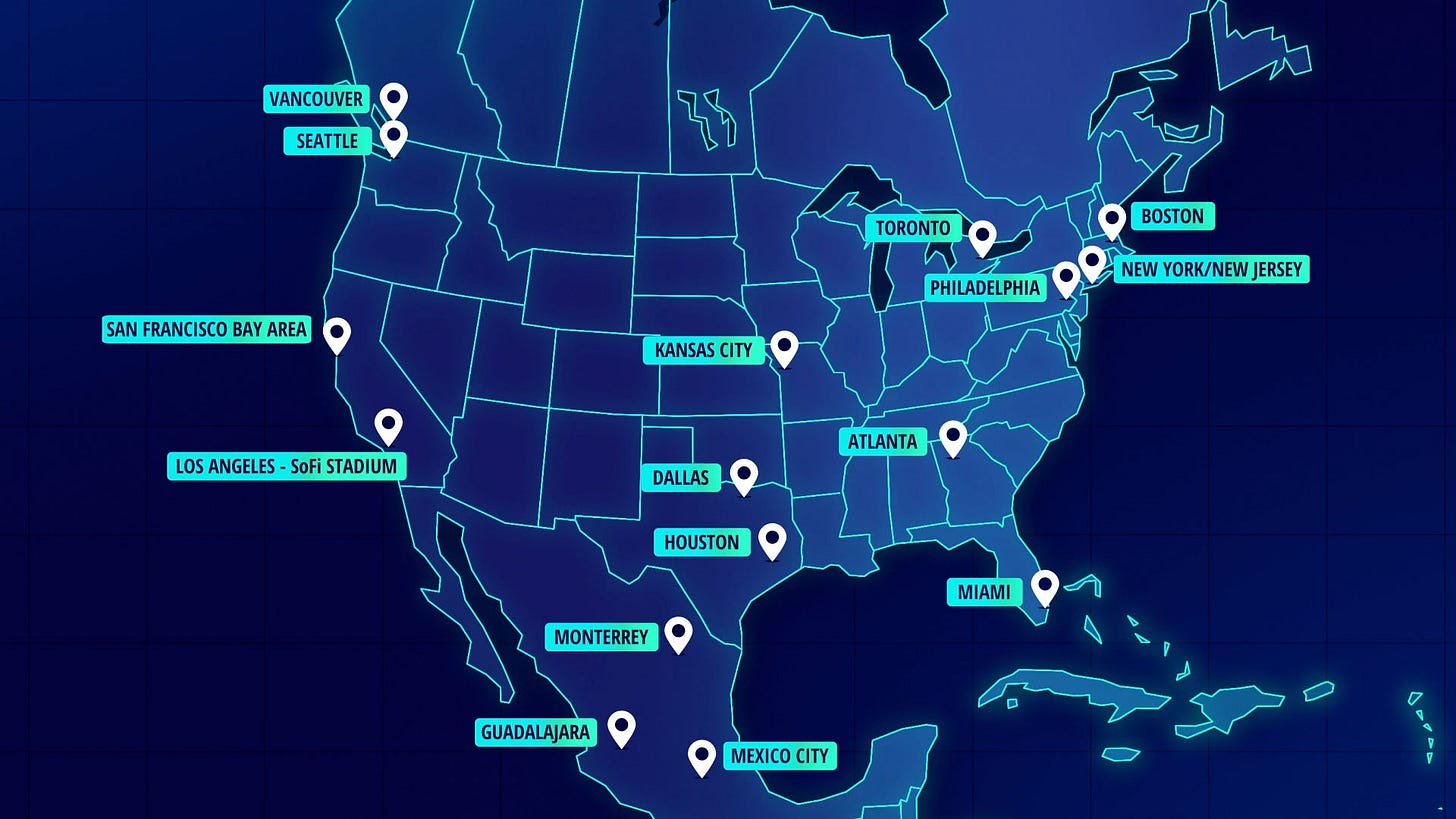 VANCOUVER
SEATTLE
BOSTON
TORONTO
NEW YORK/NEW JERSEY
PHILADELPHIA
SAN FRANCISCO BAY AREA
KANSAS CITY
ATLANTA
LOS ANGELES - SoFi STADIUM
DALLAS
HOUSTON
MIAMI
MONTERREY
GUADALAJARA
MEXICO CITY